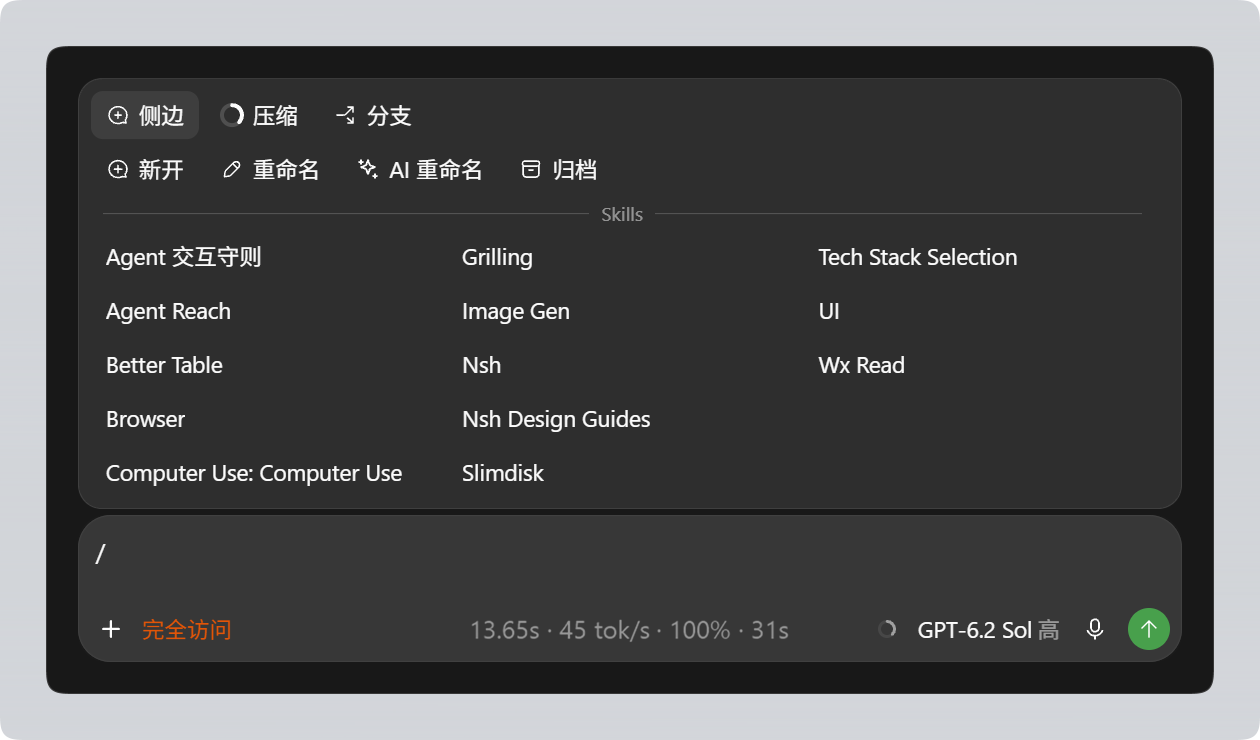 侧边 压缩 分支
新开 重命名 AI 重命名 归档
Skills
Agent 交互守则 Grilling Tech Stack Selection
Agent Reach Image Gen UI
Better Table Nsh Wx Read
Browser Nsh Design Guides
Computer Use: Computer Use Slimdisk
/
完全访问 13.65s · 45 tok/s · 100% · 31s GPT-6.2 Sol 高